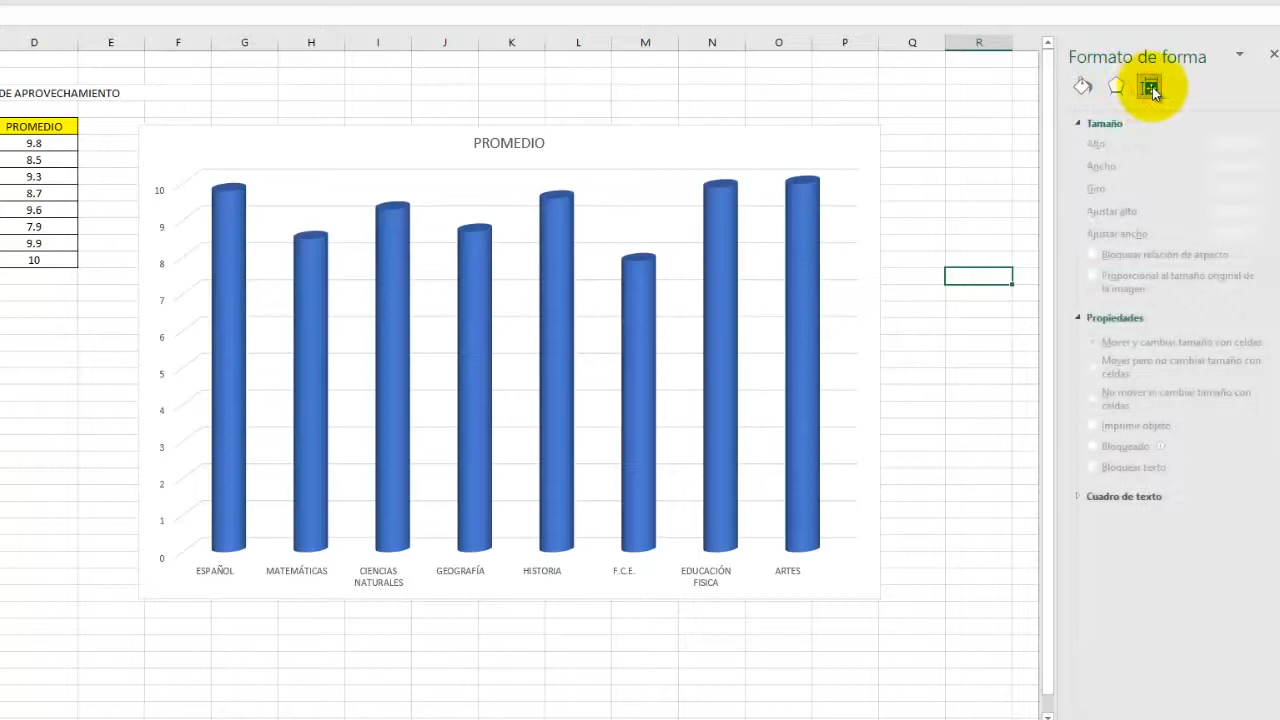 D E F G H I J K L M N O P Q R
DE APROVECHAMIENTO
PROMEDIO
9.8
8.5
9.3
8.7
9.6
7.9
9.9
10
PROMEDIO
10
9
8
7
6
5
4
3
2
1
0
ESPAÑOL MATEMÁTICAS CIENCIAS NATURALES GEOGRAFÍA HISTORIA F.C.E. EDUCACIÓN FISICA ARTES
Formato de forma
Tamaño
Alto
Ancho
Giro
Ajustar alto
Ajustar ancho
Bloquear relación de aspecto
Proporcional al tamaño original de
la imagen
Propiedades
Mover y cambiar tamaño con celdas
Mover pero no cambiar tamaño con
celdas
No mover ni cambiar tamaño con
celdas
Imprimir objeto
Bloqueado
Bloquear texto
Cuadro de texto